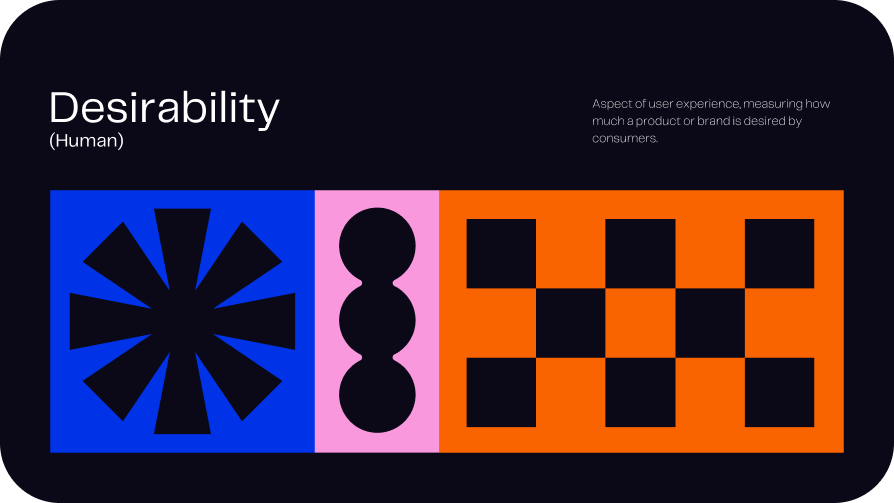 Desirability
(Human)
Aspect of user experience, measuring how
much a product or brand is desired by
consumers.